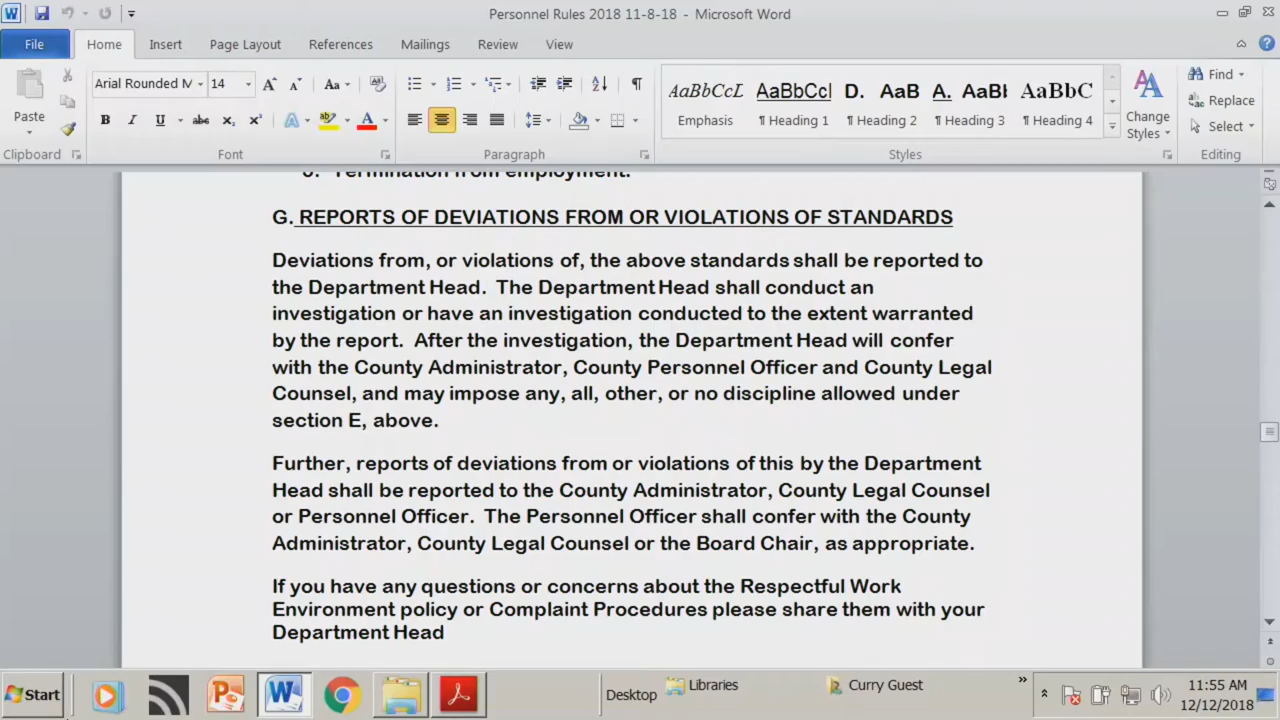 Personnel Rules 2018 11-8-18 - Microsoft Word
File Home Insert Page Layout References Mailings Review View
Arial Rounded M 14 Aa
Find
Paste
B I U abc x₂ x² A A
AaBbCcL AaBbCcl D. AaB A. AaBl AaBbC
Replace
Emphasis ¶ Heading 1 ¶ Heading 2 ¶ Heading 3 ¶ Heading 4
Change Styles
Select
Clipboard Font Paragraph Styles Editing
Termination from employment.
G. REPORTS OF DEVIATIONS FROM OR VIOLATIONS OF STANDARDS
Deviations from, or violations of, the above standards shall be reported to
the Department Head. The Department Head shall conduct an
investigation or have an investigation conducted to the extent warranted
by the report. After the investigation, the Department Head will confer
with the County Administrator, County Personnel Officer and County Legal
Counsel, and may impose any, all, other, or no discipline allowed under
section E, above.
Further, reports of deviations from or violations of this by the Department
Head shall be reported to the County Administrator, County Legal Counsel
or Personnel Officer. The Personnel Officer shall confer with the County
Administrator, County Legal Counsel or the Board Chair, as appropriate.
If you have any questions or concerns about the Respectful Work
Environment policy or Complaint Procedures please share them with your
Department Head
Start Desktop Libraries Curry Guest » 11:55 AM
12/12/2018